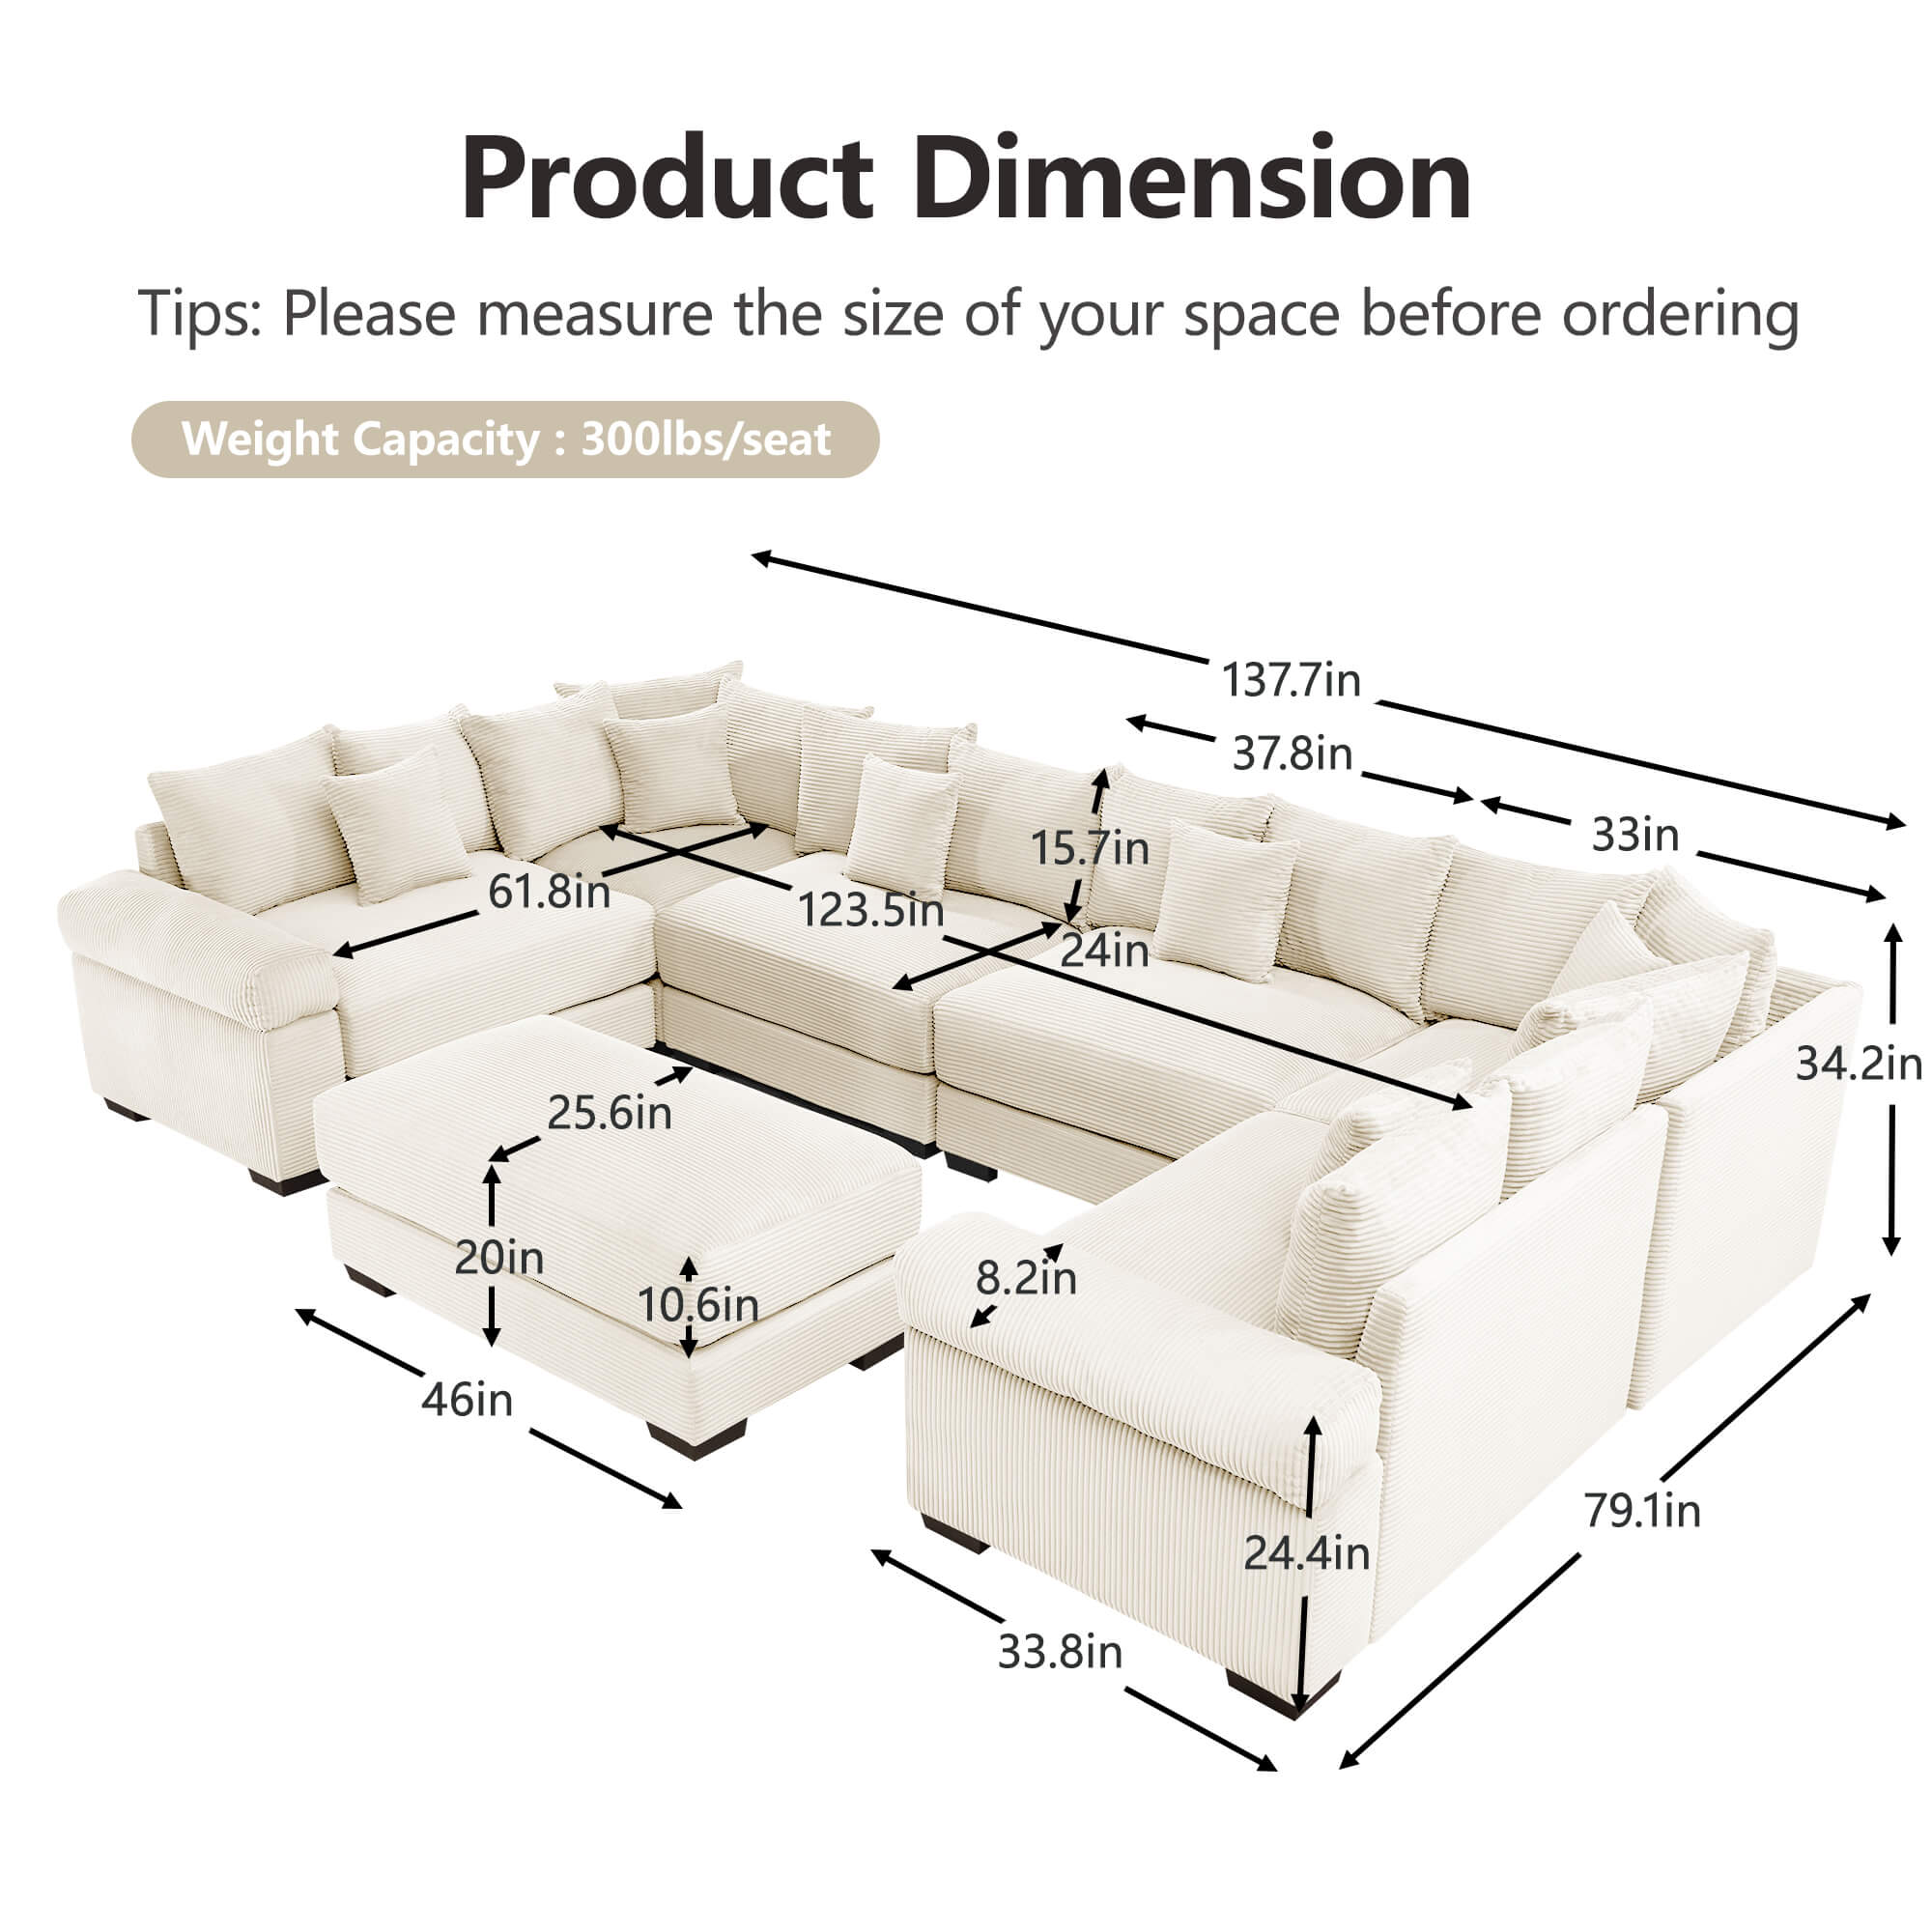 Product Dimension
Tips: Please measure the size of your space before ordering
Weight Capacity : 300lbs/seat
137.7in
37.8in
33in
15.7in
61.8in
123.5in
24in
34.2in
25.6in
20in
10.6in
8.2in
46in
79.1in
24.4in
33.8in